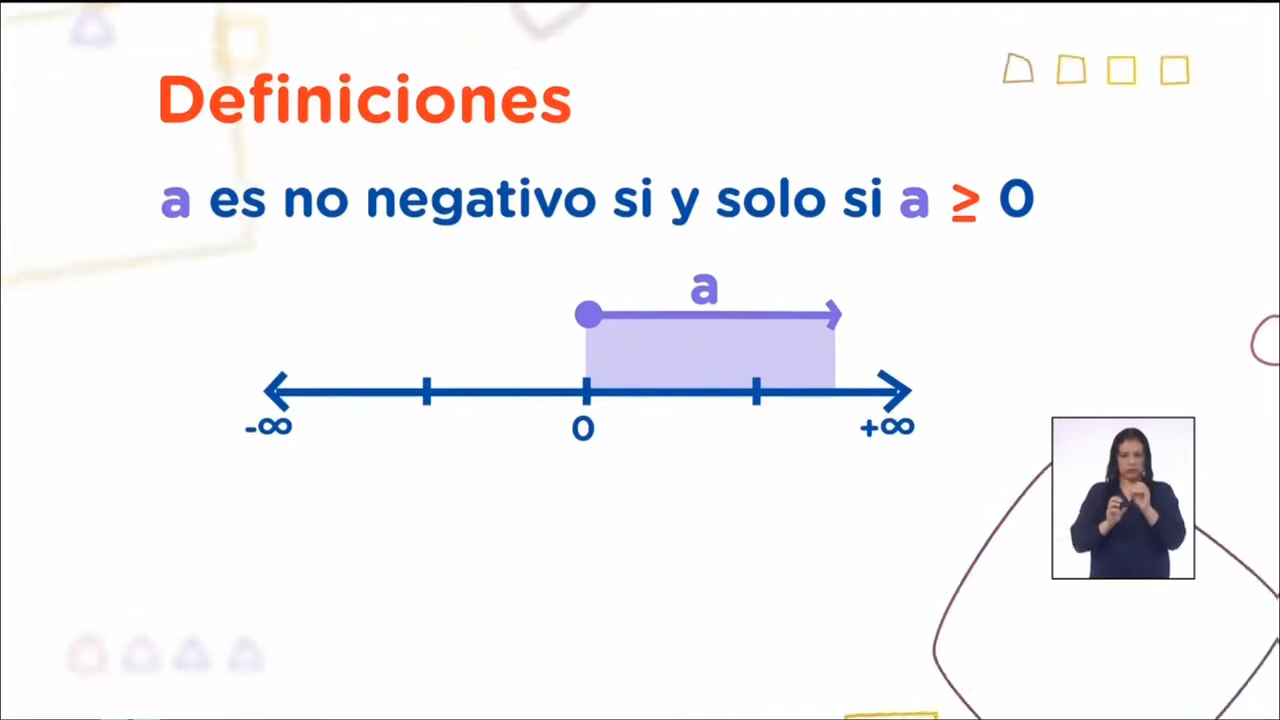 Definiciones
a es no negativo si y solo si a ≥ 0
a
-∞ 0 +∞